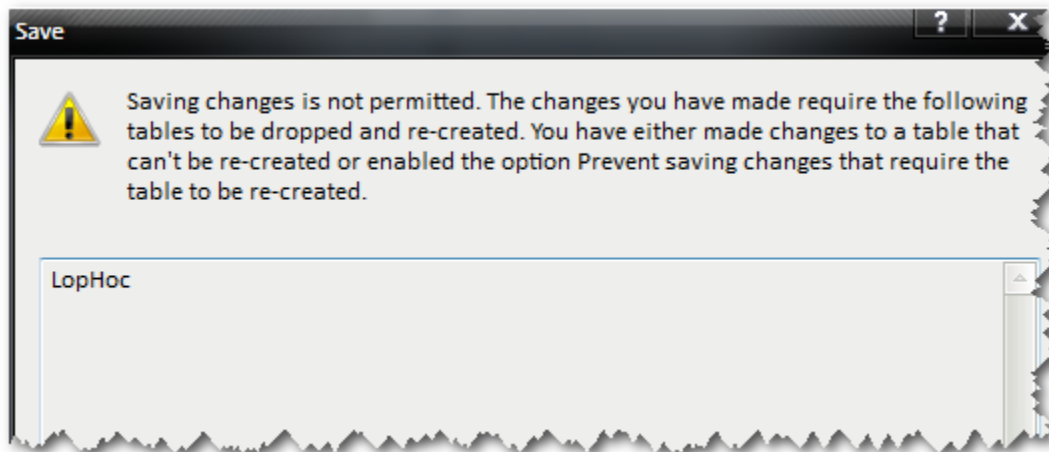 Save
? X
Saving changes is not permitted. The changes you have made require the following
tables to be dropped and re-created. You have either made changes to a table that
can't be re-created or enabled the option Prevent saving changes that require the
table to be re-created.
LopHoc